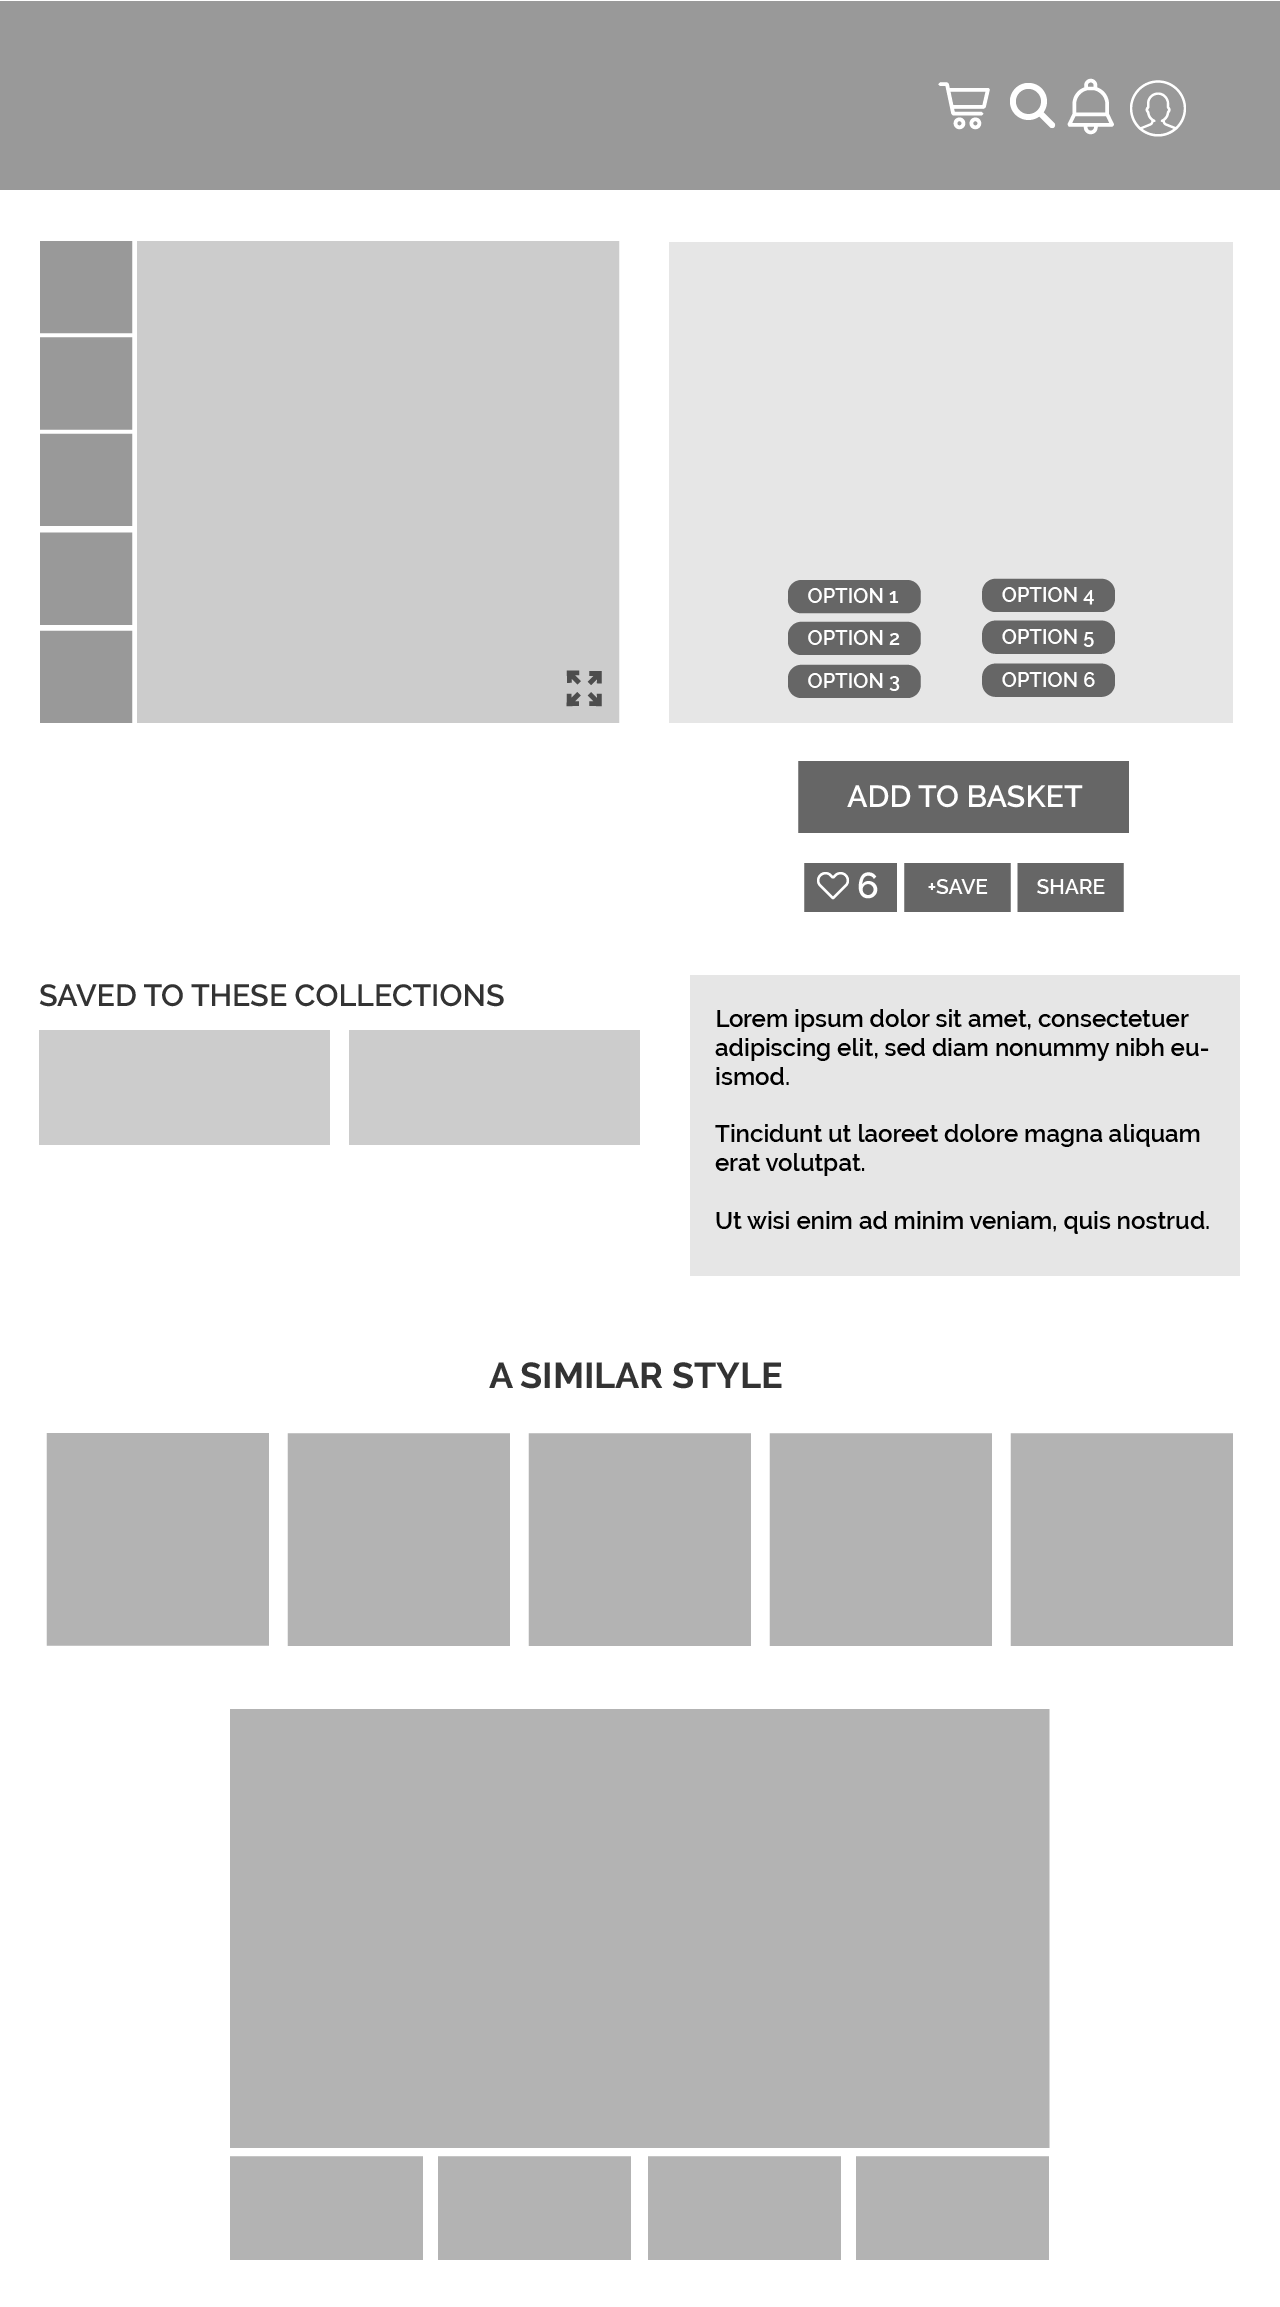 OPTION 1
OPTION 4
OPTION 2
OPTION 5
OPTION 3
OPTION 6
ADD TO BASKET
6
+SAVE
SHARE
SAVED TO THESE COLLECTIONS
Lorem ipsum dolor sit amet, consectetuer
adipiscing elit, sed diam nonummy nibh eu-
ismod.
Tincidunt ut laoreet dolore magna aliquam
erat volutpat.
Ut wisi enim ad minim veniam, quis nostrud.
A SIMILAR STYLE